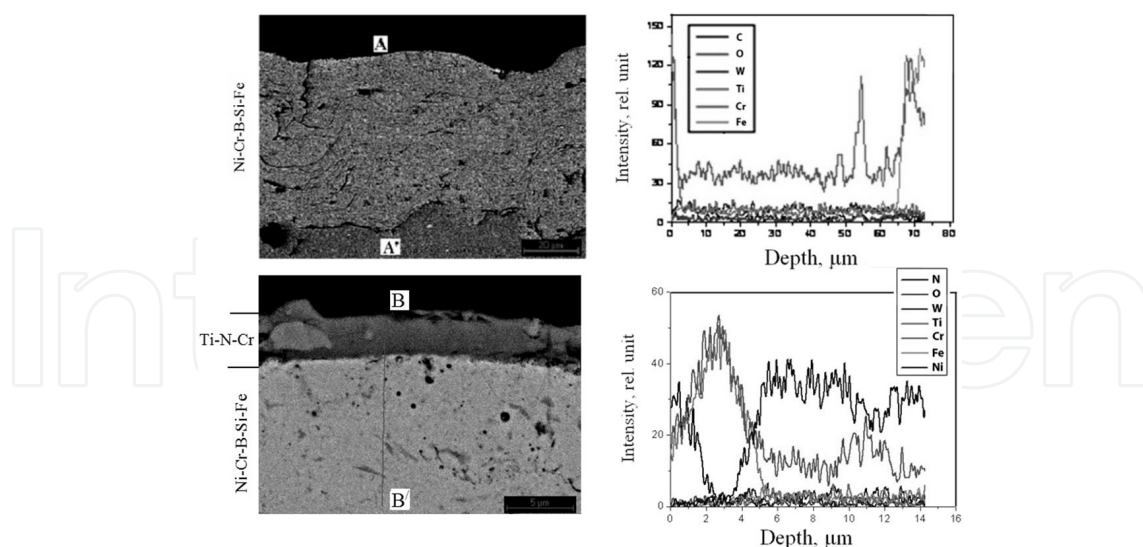 Ni-Cr-B-Si-Fe
A
A'
20 µm
Intensity, rel. unit
150
120
90
60
30
0
C
O
W
Ti
Cr
Fe
0 10 20 30 40 50 60 70 80
Depth, µm
Inten
Ti-N-Cr
Ni-Cr-B-Si-Fe
B
B/
5 µm
Intensity, rel. unit
60
40
20
0
N
O
W
Ti
Cr
Fe
Ni
0 2 4 6 8 10 12 14 16
Depth, µm